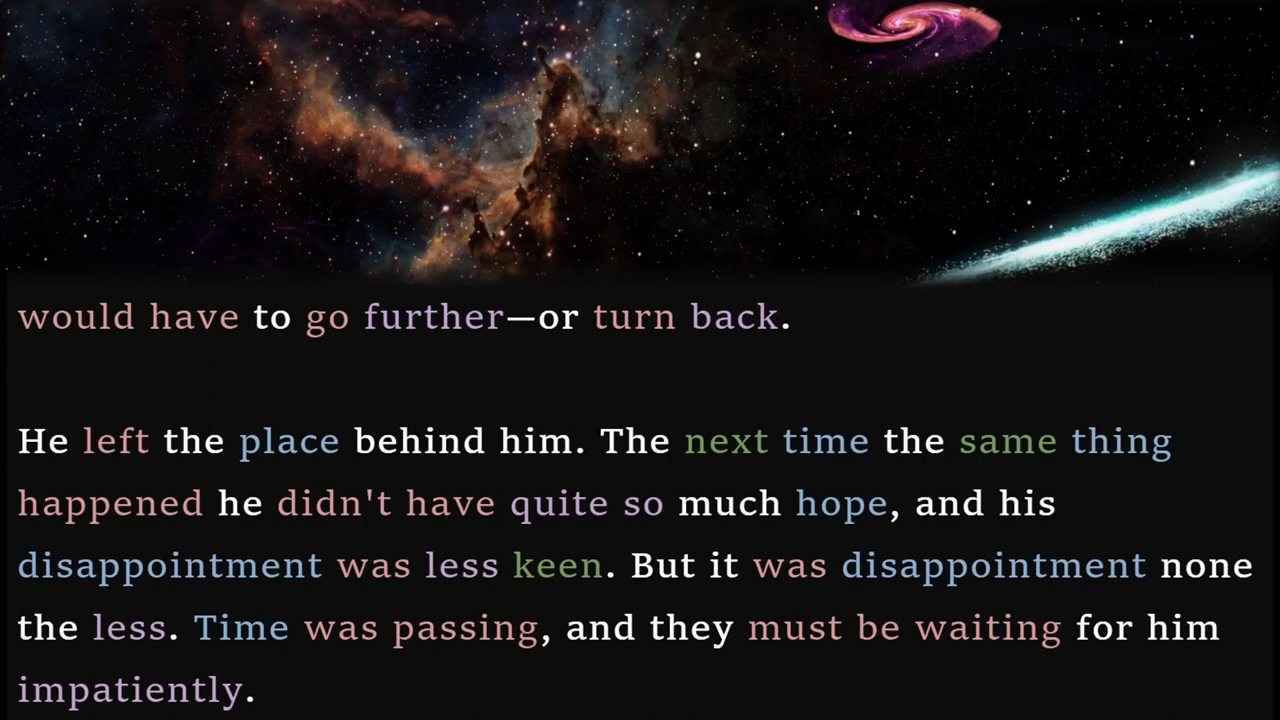 would have to go further—or turn back.
He left the place behind him. The next time the same thing
happened he didn't have quite so much hope, and his
disappointment was less keen. But it was disappointment none
the less. Time was passing, and they must be waiting for him
impatiently.